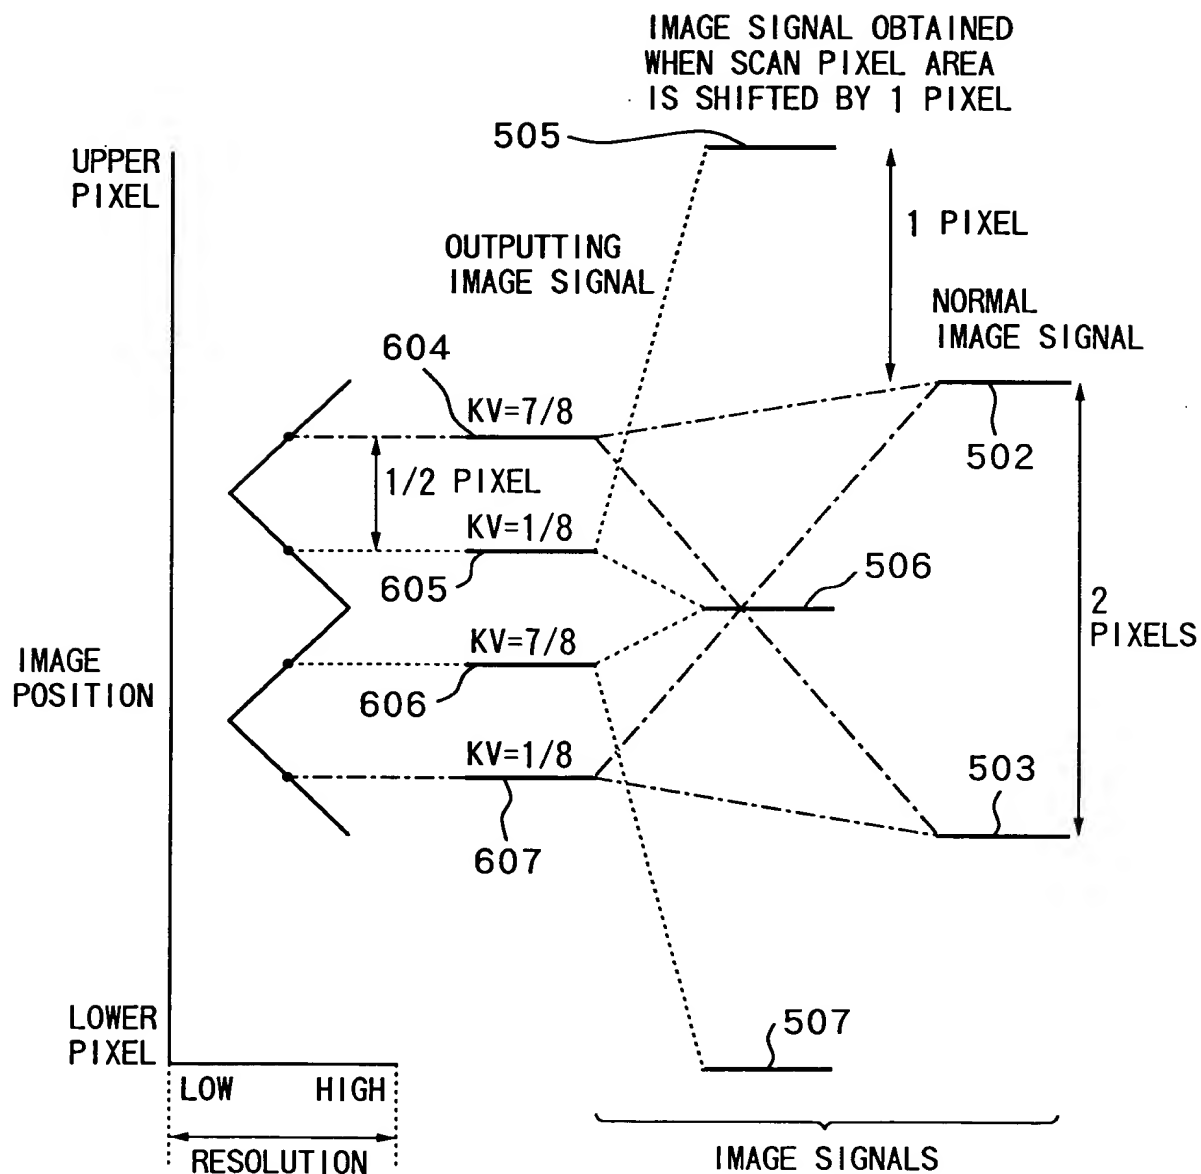 IMAGE SIGNAL OBTAINED
WHEN SCAN PIXEL AREA
IS SHIFTED BY 1 PIXEL
505
UPPER
PIXEL
1 PIXEL
OUTPUTTING
IMAGE SIGNAL
NORMAL
IMAGE SIGNAL
604
KV=7/8
502
1/2 PIXEL
KV=1/8
605
506
2
PIXELS
KV=7/8
606
IMAGE
POSITION
KV=1/8
607
503
LOWER
PIXEL
507
LOW
HIGH
RESOLUTION
IMAGE SIGNALS